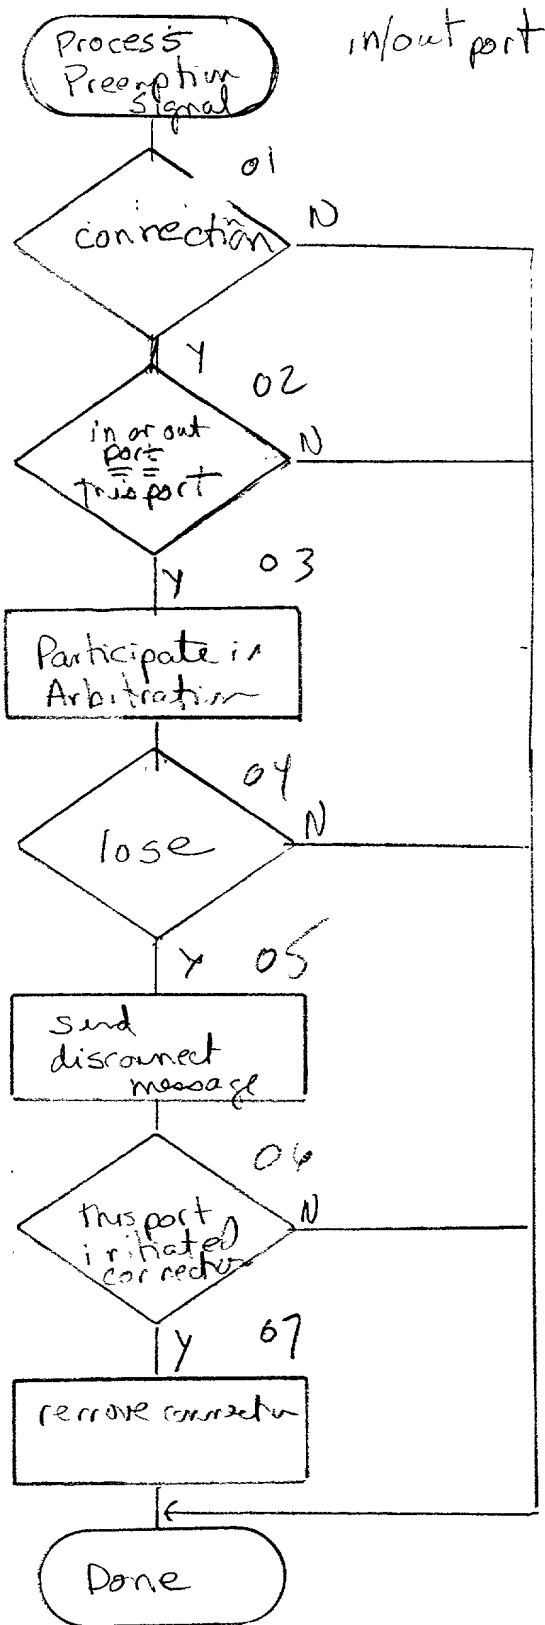 in/out port
Process
Preemption
Signal
01
connection
N
Y
02
in or out
port
==
this port
N
Y
03
Participate in
Arbitration
04
lose
N
Y
05
send
disconnect
message
06
this port
initiated
connection
N
Y
07
remove connection
Done